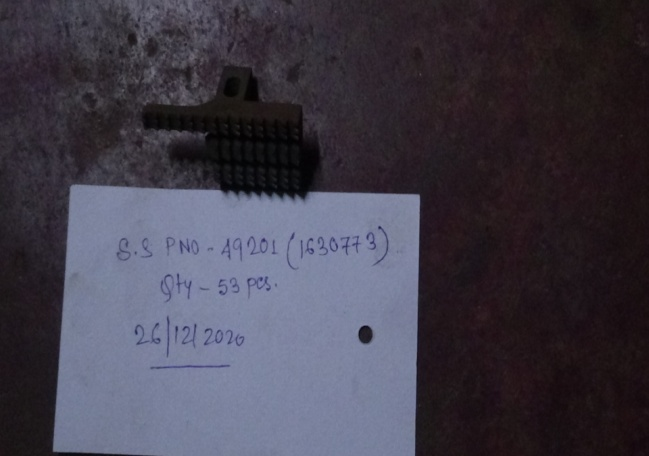 S.S PNO - 49201 (1630773)
Qty - 53 pcs.
26/12/2020